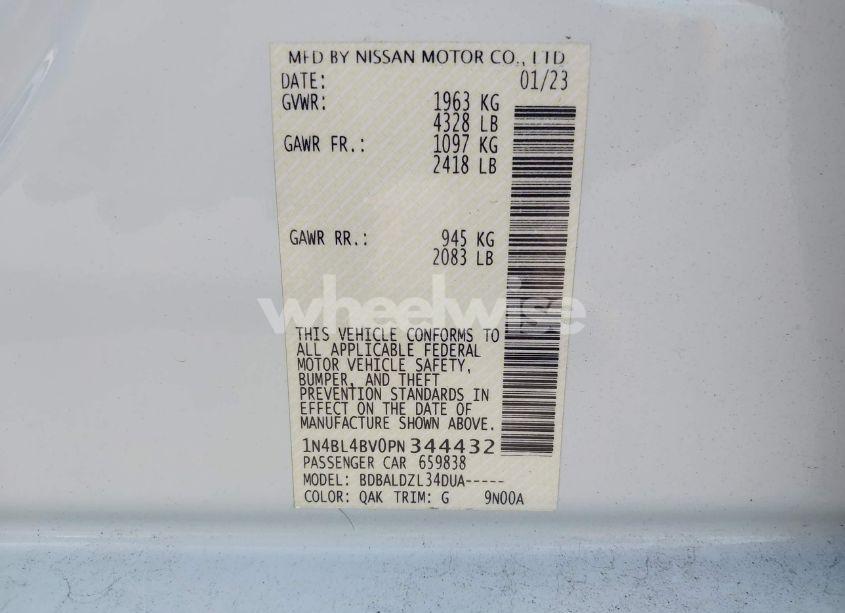 MFD BY NISSAN MOTOR CO., LTD
DATE: 01/23
GVWR: 1963 KG
4328 LB
GAWR FR.: 1097 KG
2418 LB
GAWR RR.: 945 KG
2083 LB
wheelwise
THIS VEHICLE CONFORMS TO
ALL APPLICABLE FEDERAL
MOTOR VEHICLE SAFETY,
BUMPER, AND THEFT
PREVENTION STANDARDS IN
EFFECT ON THE DATE OF
MANUFACTURE SHOWN ABOVE.
1N4BL4BV0PN344432
PASSENGER CAR 659838
MODEL: BDBALDZL34DUA-----
COLOR: QAK TRIM: G 9N00A